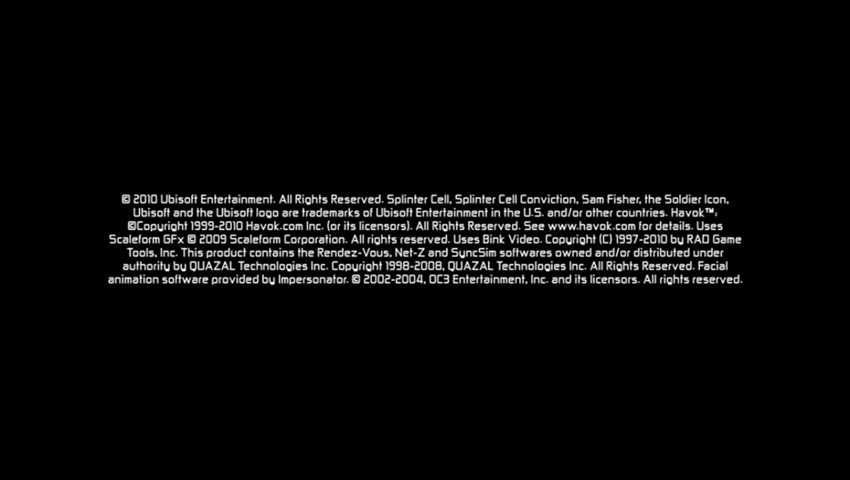 © 2010 Ubisoft Entertainment. All Rights Reserved. Splinter Cell, Splinter Cell Conviction, Sam Fisher, the Soldier Icon,
Ubisoft and the Ubisoft logo are trademarks of Ubisoft Entertainment in the U.S. and/or other countries. Havok™:
©Copyright 1999-2010 Havok.com Inc. (or its licensors). All Rights Reserved. See www.havok.com for details. Uses
Scaleform GFx © 2009 Scaleform Corporation. All rights reserved. Uses Bink Video. Copyright (C) 1997-2010 by RAD Game
Tools, Inc. This product contains the Rendez-Vous, Net-Z and SyncSim softwares owned and/or distributed under
authority by QUAZAL Technologies Inc. Copyright 1998-2008, QUAZAL Technologies Inc. All Rights Reserved. Facial
animation software provided by Impersonator. © 2002-2004, OC3 Entertainment, Inc. and its licensors. All rights reserved.